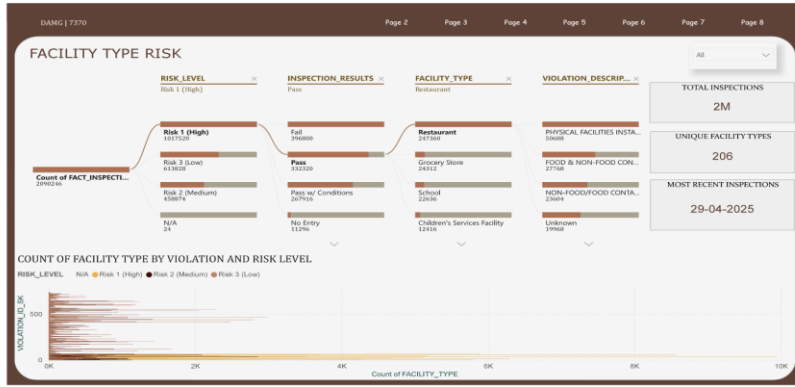 DAMG | 7370
Page 2 Page 3 Page 4 Page 5 Page 6 Page 7 Page 8
FACILITY TYPE RISK
All
RISK_LEVEL
Risk 1 (High)
INSPECTION_RESULTS
Pass
FACILITY_TYPE
Restaurant
VIOLATION_DESCRIP...
Count of FACT_INSPECTI...
2090246
Risk 1 (High)
1017520
Risk 3 (Low)
613828
Risk 2 (Medium)
458874
N/A
24
Fail
396800
Pass
332320
Pass w/ Conditions
267916
No Entry
11296
Restaurant
247360
Grocery Store
24312
School
22636
Children's Services Facility
12416
PHYSICAL FACILITIES INSTA...
50688
FOOD & NON-FOOD CON...
27768
NON-FOOD/FOOD CONTA...
23604
Unknown
19968
TOTAL INSPECTIONS
2M
UNIQUE FACILITY TYPES
206
MOST RECENT INSPECTIONS
29-04-2025
COUNT OF FACILITY TYPE BY VIOLATION AND RISK LEVEL
RISK_LEVEL N/A Risk 1 (High) Risk 2 (Medium) Risk 3 (Low)
VIOLATION_ID_SK
500
0
0K 2K 4K 6K 8K 10K
Count of FACILITY_TYPE